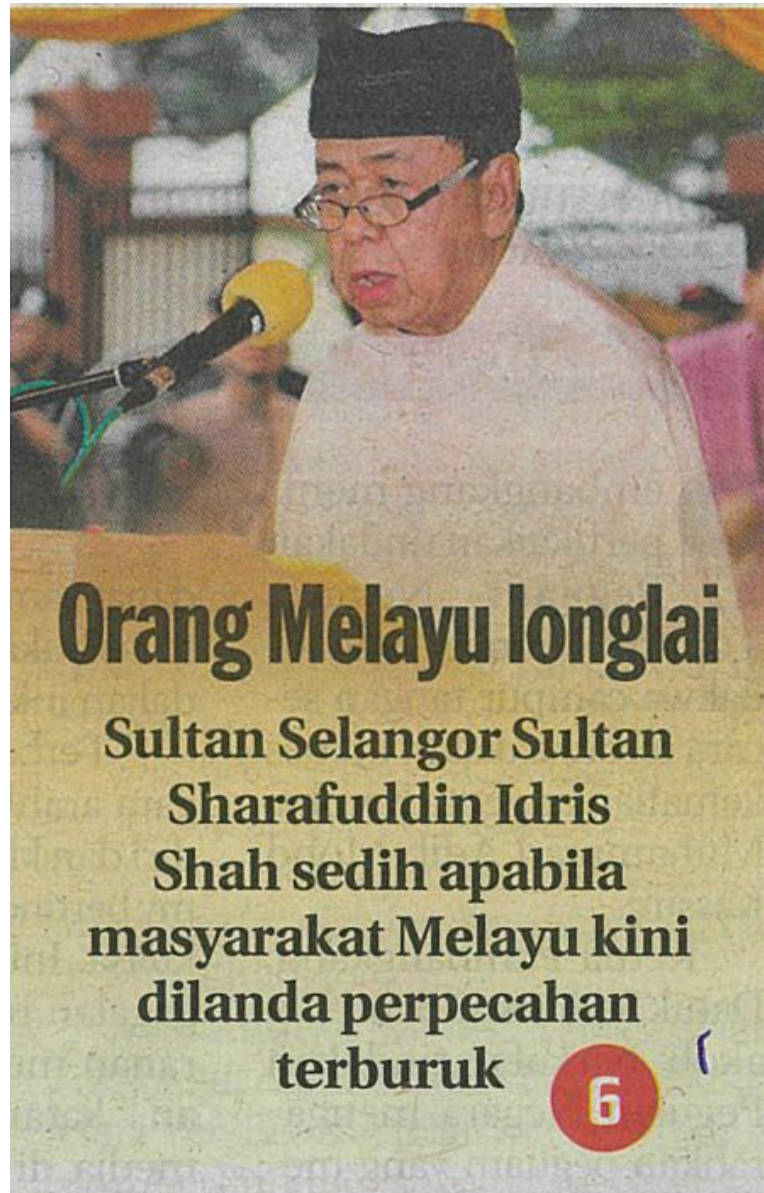 Orang Melayu longlai
Sultan Selangor Sultan
Sharafuddin Idris
Shah sedih apabila
masyarakat Melayu kini
dilanda perpecahan
terburuk
6